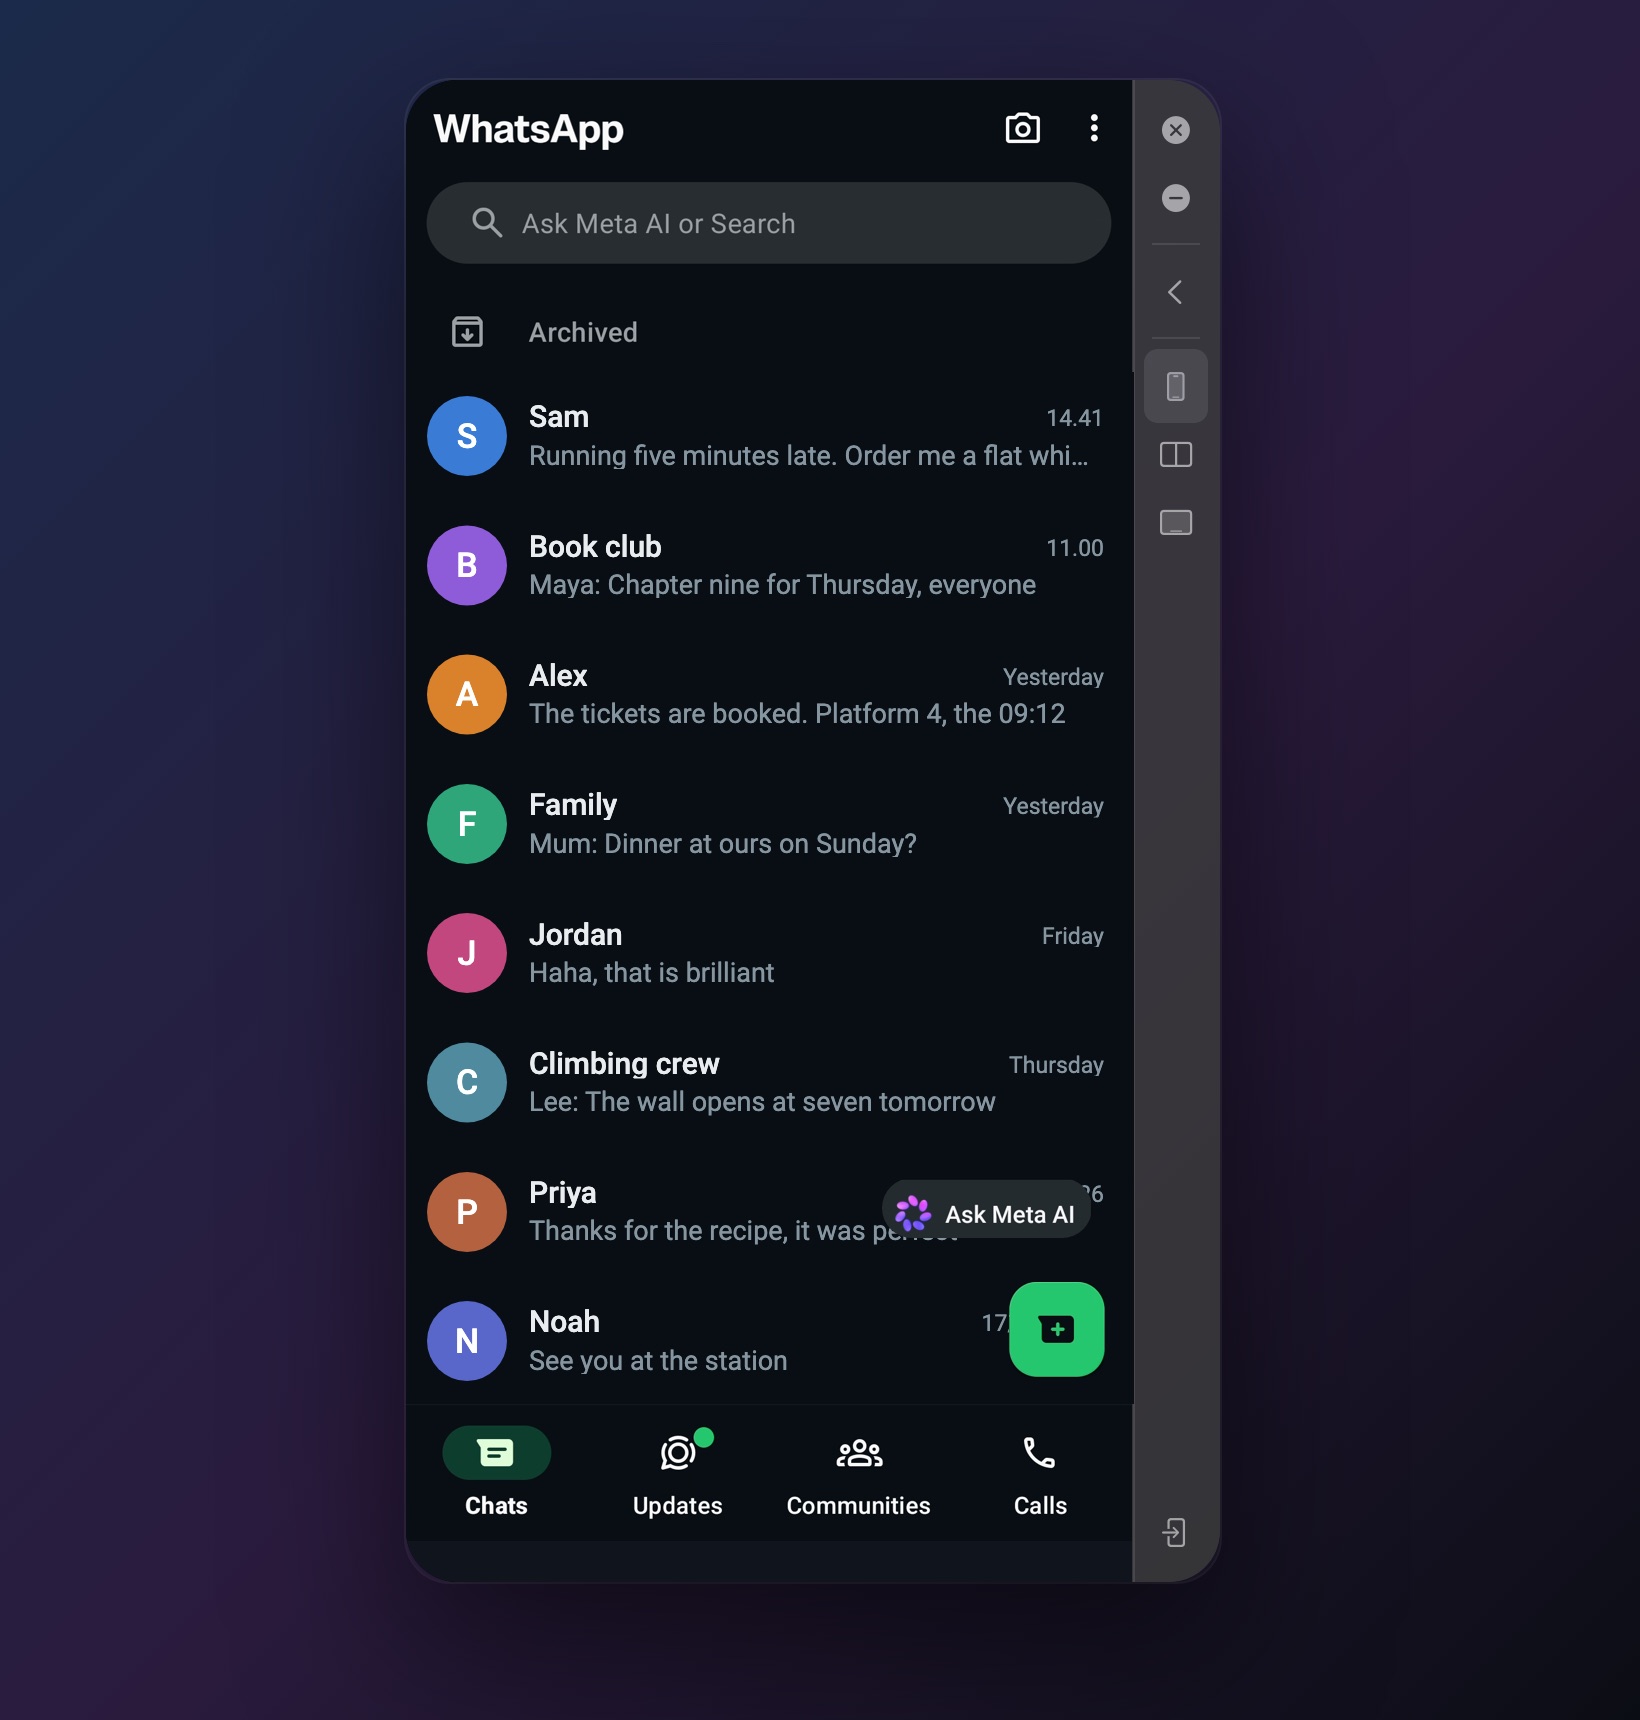 WhatsApp
Ask Meta AI or Search
Archived
S
Sam 14.41
Running five minutes late. Order me a flat whi...
B
Book club 11.00
Maya: Chapter nine for Thursday, everyone
A
Alex Yesterday
The tickets are booked. Platform 4, the 09:12
F
Family Yesterday
Mum: Dinner at ours on Sunday?
J
Jordan Friday
Haha, that is brilliant
C
Climbing crew Thursday
Lee: The wall opens at seven tomorrow
P
Priya
Thanks for the recipe, it was
Ask Meta AI
N
Noah
See you at the station
Chats Updates Communities Calls